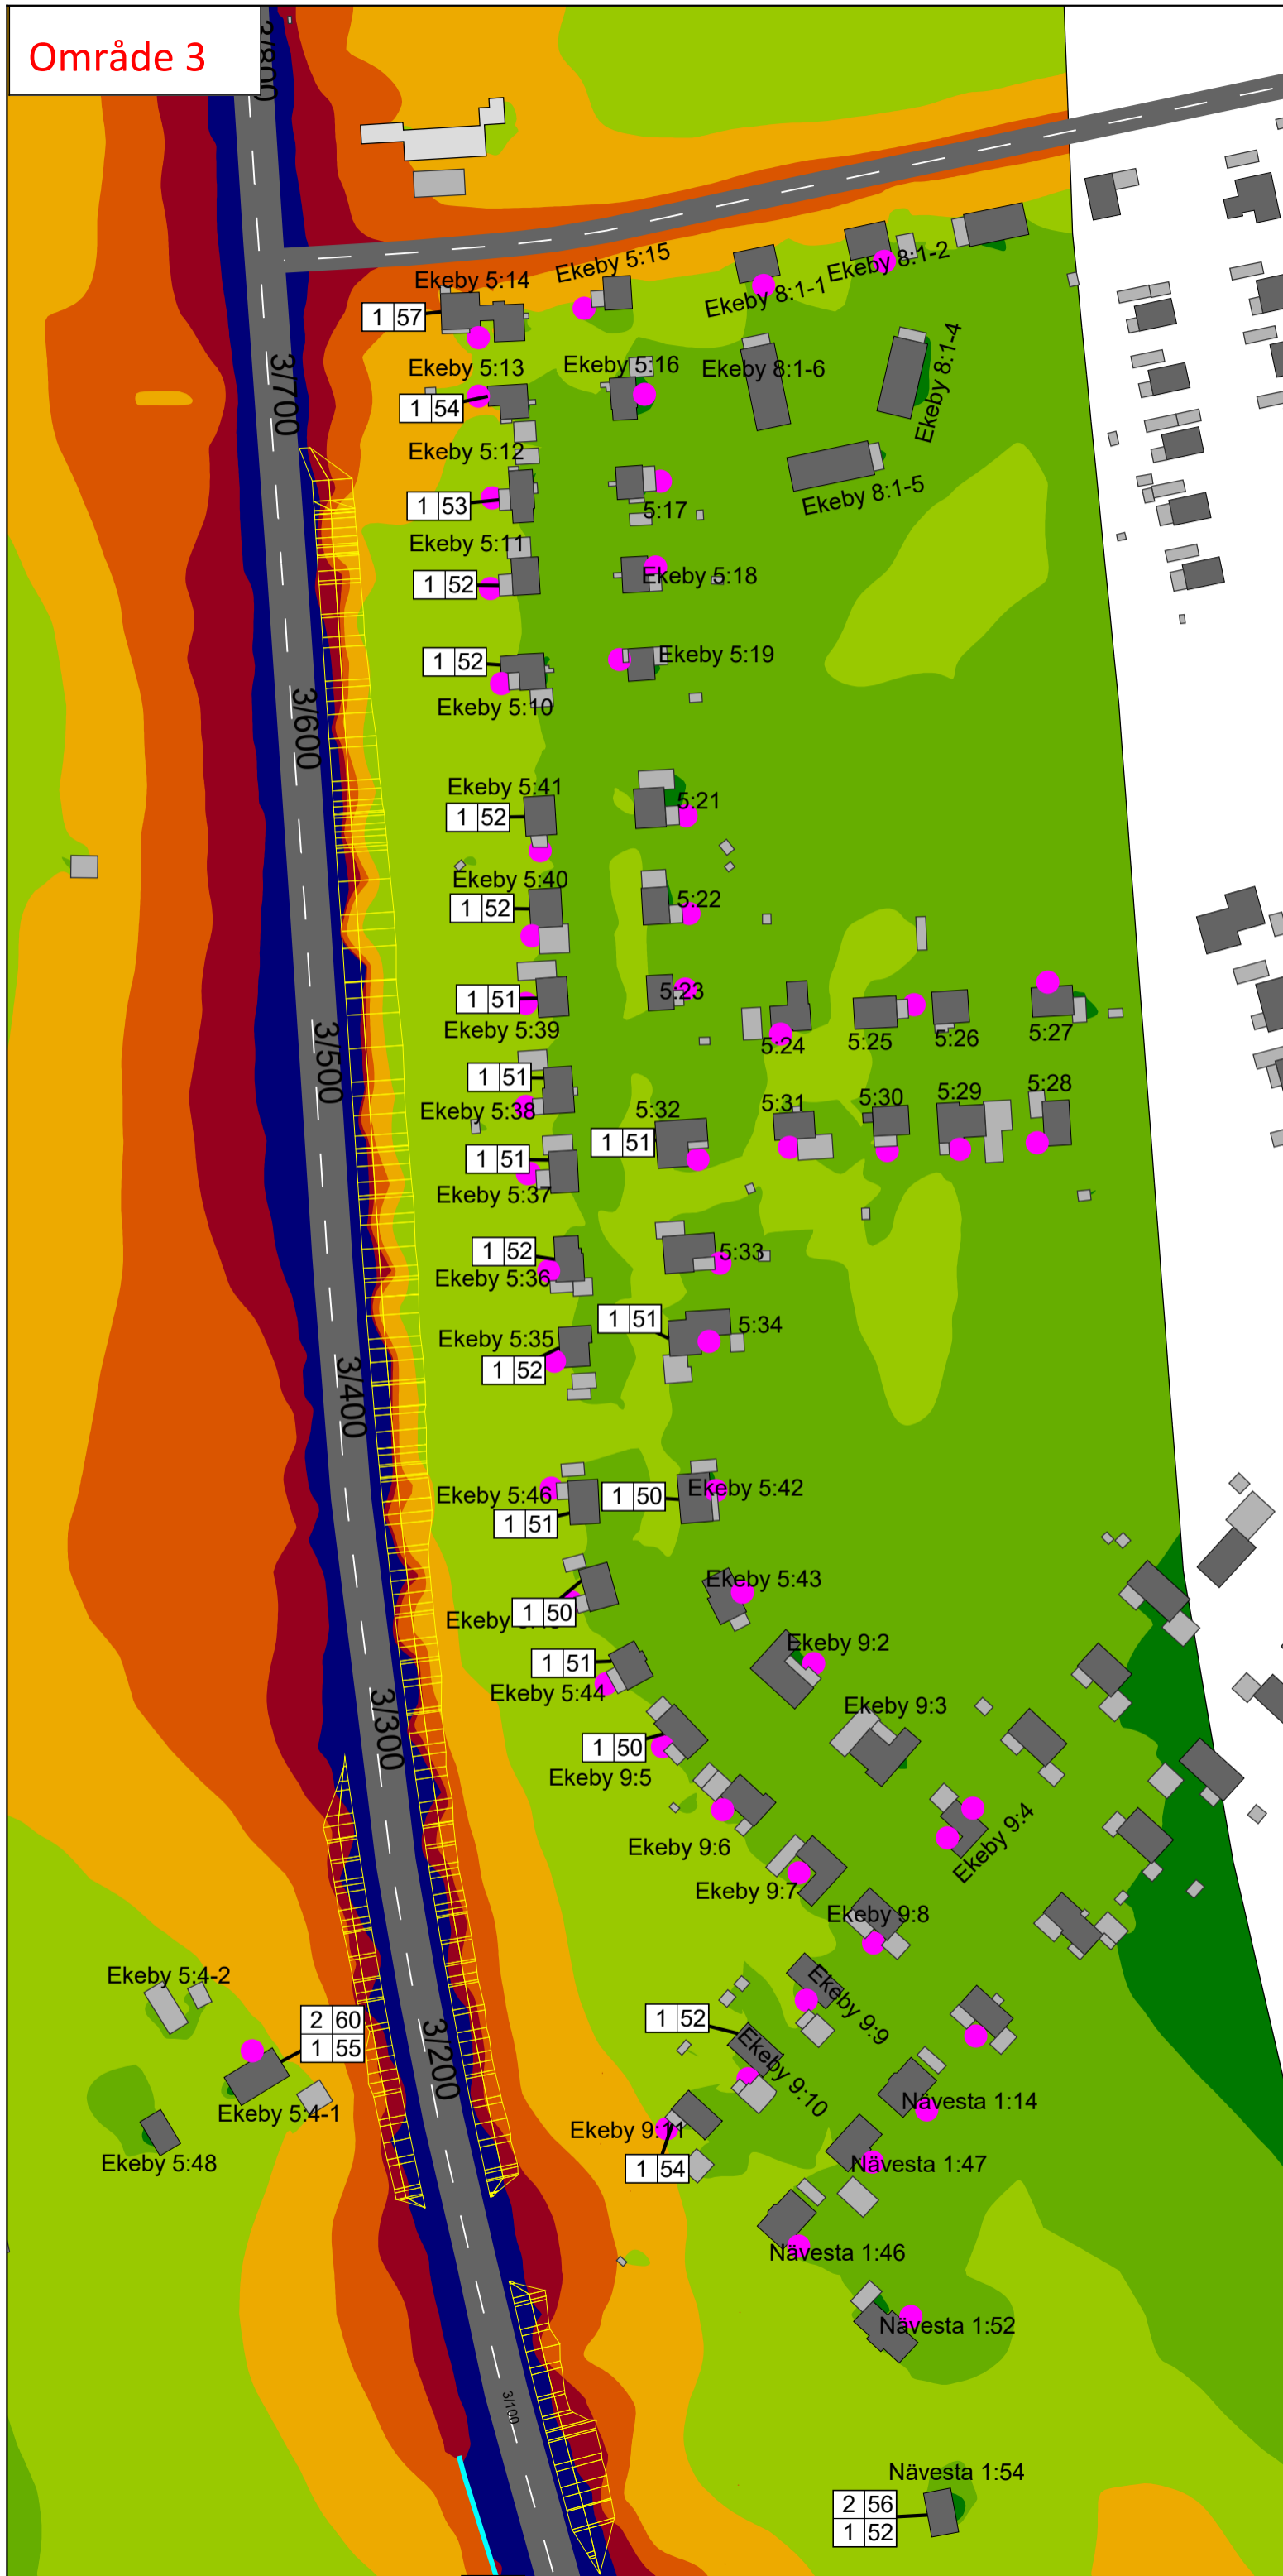 Område 3
3/800
Ekeby 5:15
Ekeby 8:1-2
Ekeby 5:14
Ekeby 8:1-1
1 57
3/700
Ekeby 5:13
Ekeby 5:16
Ekeby 8:1-6
Ekeby 8:1-4
1 54
Ekeby 5:12
Ekeby 8:1-5
1 53
5:17
Ekeby 5:11
1 52
Ekeby 5:18
Ekeby 5:19
1 52
Ekeby 5:10
3/600
Ekeby 5:41
5:21
1 52
Ekeby 5:40
5:22
1 52
5:23
1 51
Ekeby 5:39
5:24
5:25
5:26
5:27
3/500
1 51
Ekeby 5:38
5:32
5:31
5:30
5:29
5:28
1 51
1 51
Ekeby 5:37
1 52
Ekeby 5:36
5:33
1 51
5:34
Ekeby 5:35
1 52
3/400
Ekeby 5:46
1 50
Ekeby 5:42
1 51
Ekeby 5:43
Ekeby
1 50
Ekeby 9:2
1 51
Ekeby 5:44
3/300
Ekeby 9:3
1 50
Ekeby 9:5
Ekeby 9:6
Ekeby 9:4
Ekeby 9:7
Ekeby 9:8
Ekeby 5:4-2
Ekeby 9:9
2 60
1 55
1 52
3/200
Ekeby 9:10
Ekeby 5:4-1
Nävesta 1:14
Ekeby 9:11
Ekeby 5:48
1 54
Nävesta 1:47
Nävesta 1:46
Nävesta 1:52
3/100
Nävesta 1:54
2 56
1 52